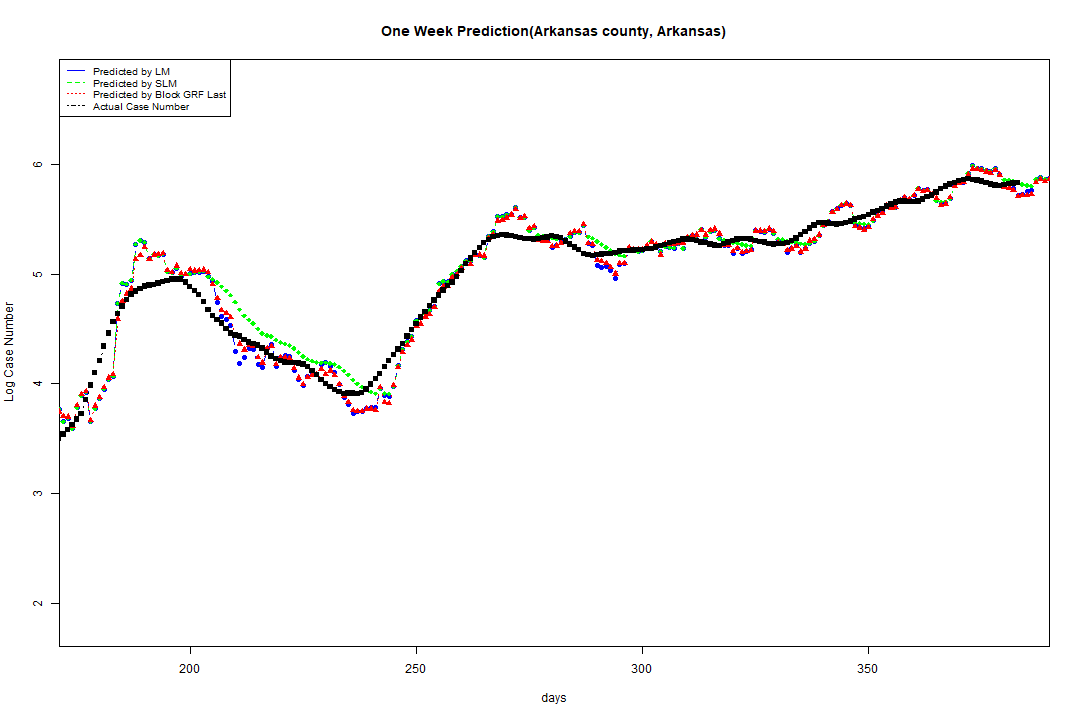 One Week Prediction(Arkansas county, Arkansas)
Predicted by LM
Predicted by SLM
Predicted by Block GRF Last
Actual Case Number
6
5
4
3
2
Log Case Number
200 250 300 350
days